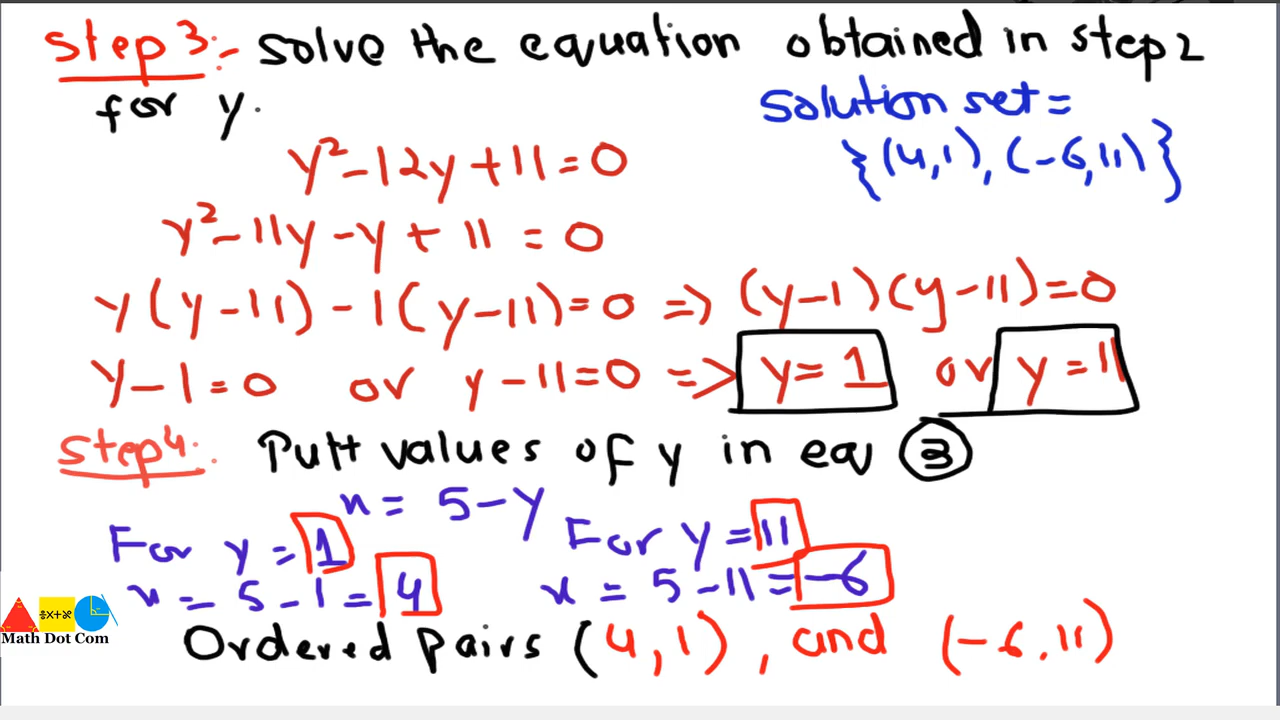 Step 3:- Solve the equation obtained in step 2
for y.
Solution set =
{(4,1), (-6,11)}
y² - 12y + 11 = 0
y² - 11y - y + 11 = 0
y(y-11) - 1(y-11) = 0 => (y-1)(y-11) = 0
y - 1 = 0 or y - 11 = 0 => y = 1 or y = 11
Step 4: Putt values of y in eq ③
x = 5 - y
For y = 1 For y = 11
x = 5 - 1 = 4 x = 5 - 11 = -6
Ordered pairs (4,1), and (-6,11)
Math Dot Com